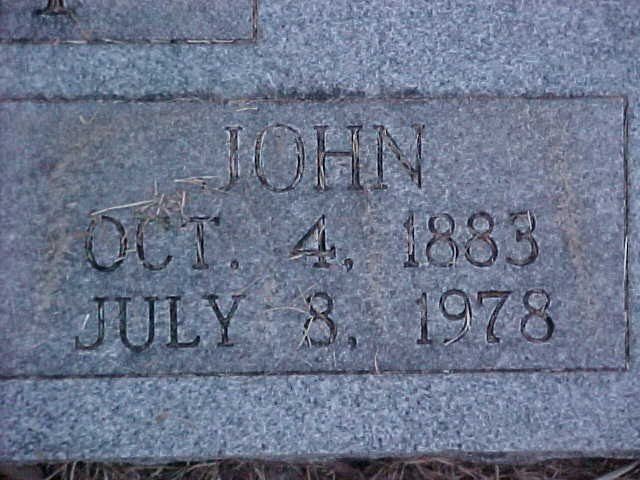 JOHN
OCT. 4, 1883
JULY 8, 1978